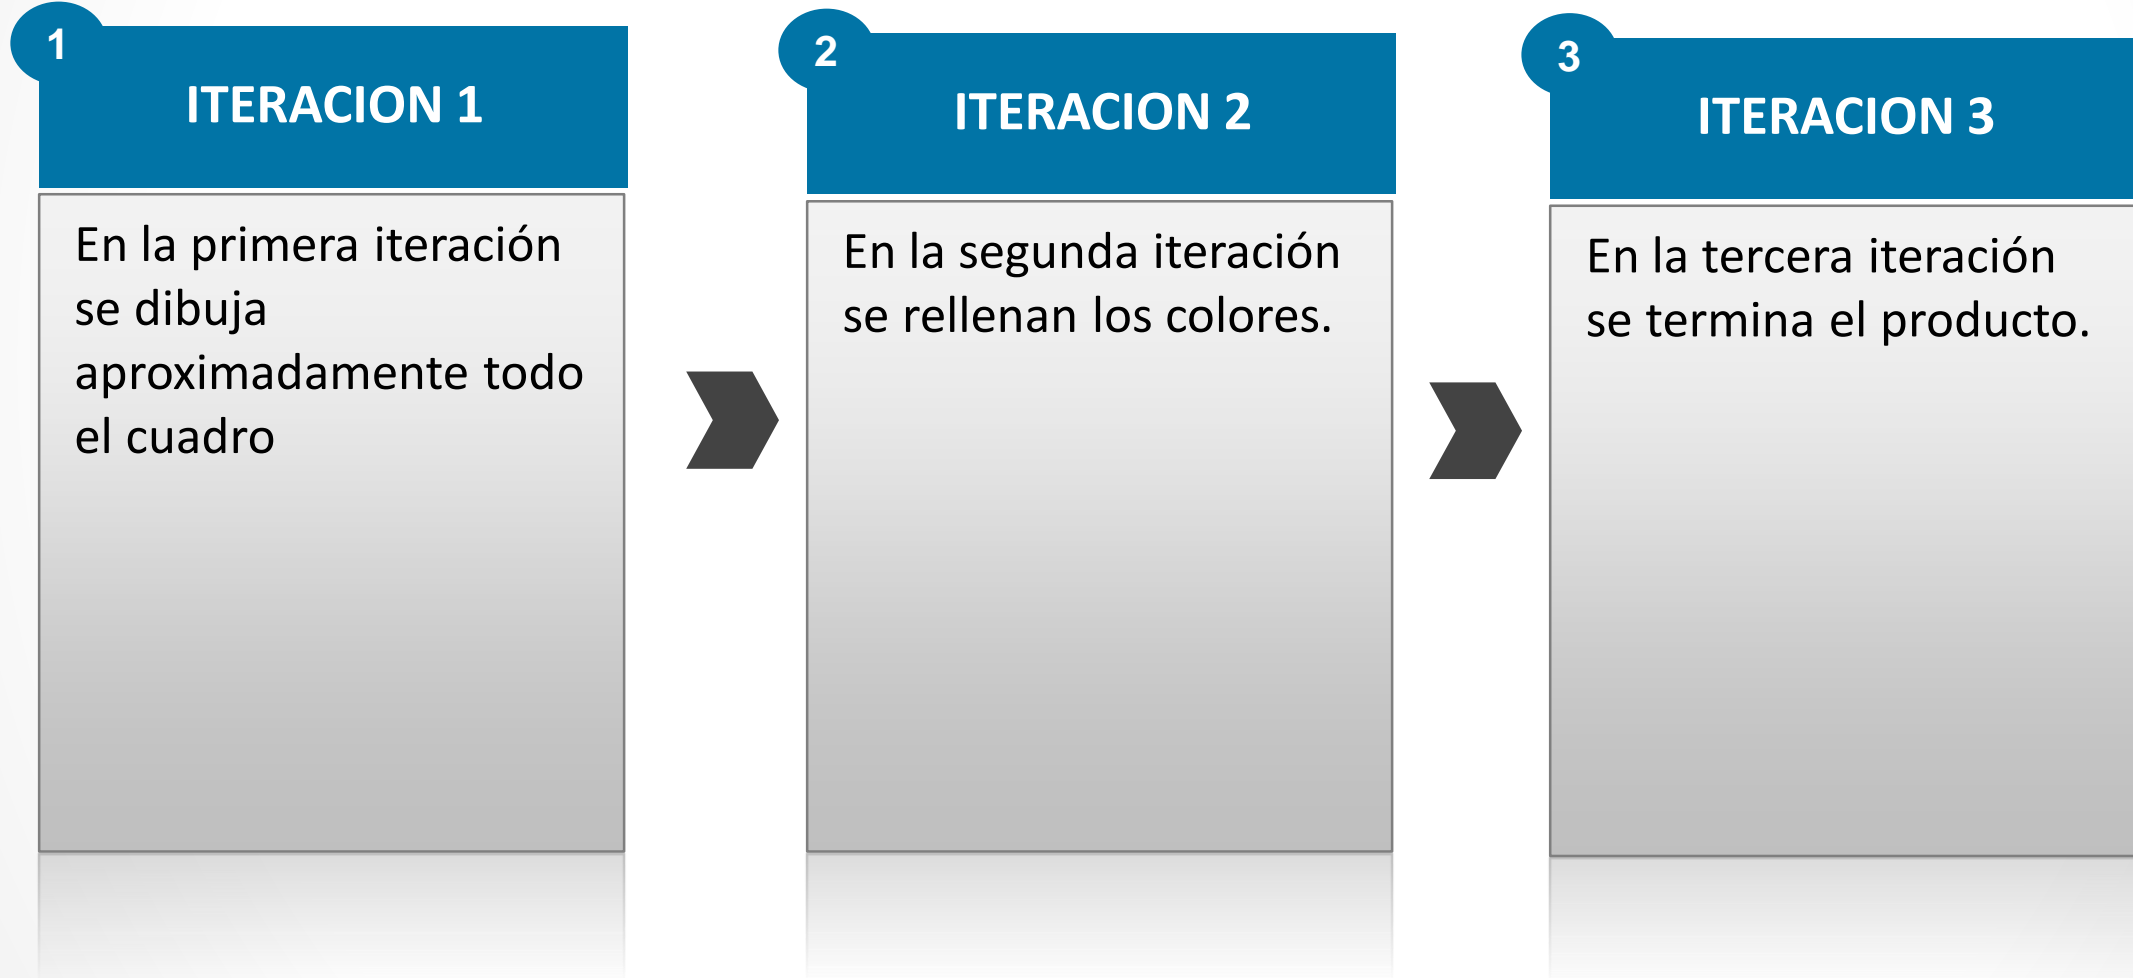 1
ITERACION 1
En la primera iteración
se dibuja
aproximadamente todo
el cuadro
2
ITERACION 2
En la segunda iteración
se rellenan los colores.
3
ITERACION 3
En la tercera iteración
se termina el producto.